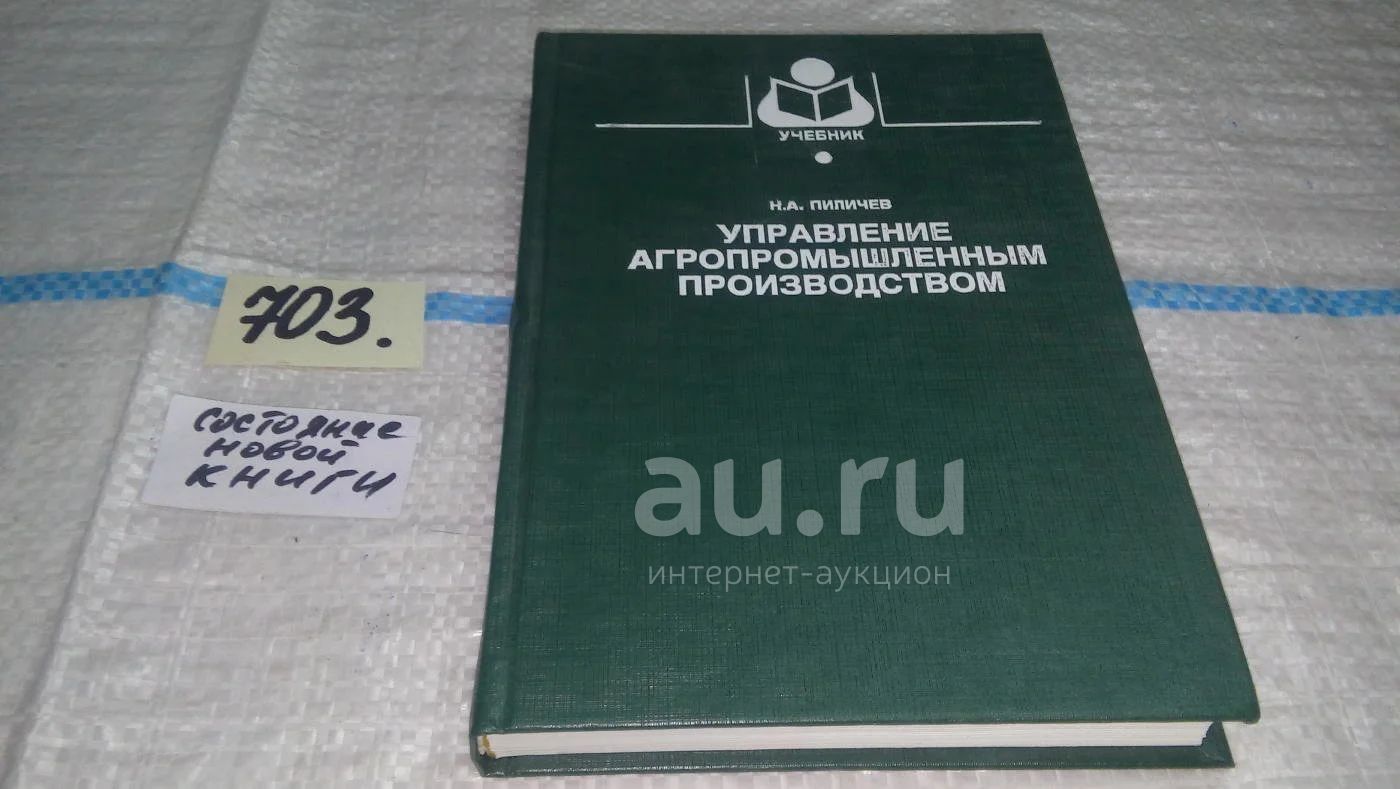 УЧЕБНИК
Н.А. ПИЛИЧЕВ
УПРАВЛЕНИЕ
АГРОПРОМЫШЛЕННЫМ
ПРОИЗВОДСТВОМ
703.
состояние
новой
книги
au.ru
интернет-аукцион